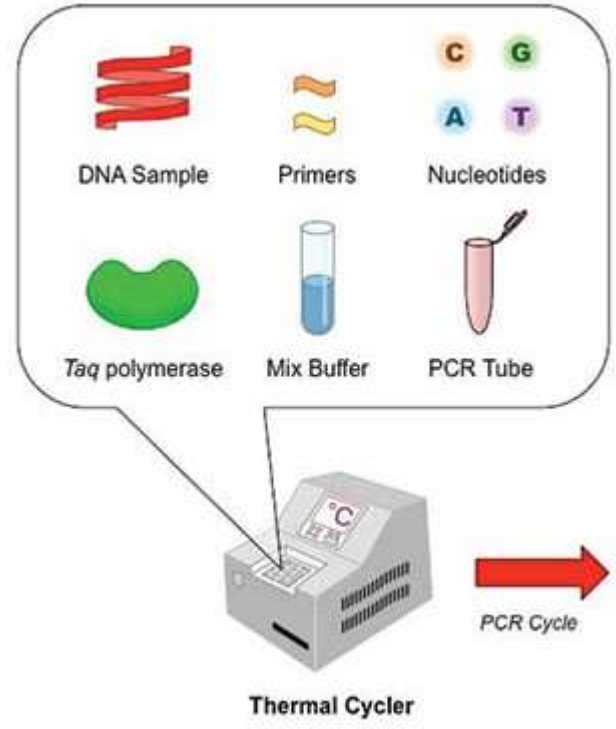 C G
A T
DNA Sample Primers Nucleotides
Taq polymerase Mix Buffer PCR Tube
°C
PCR Cycle
Thermal Cycler